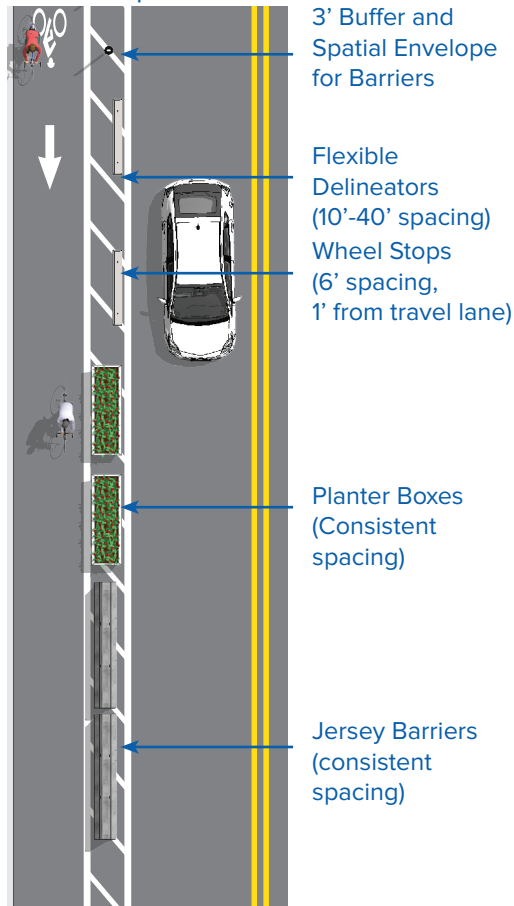 3’ Buffer and
Spatial Envelope
for Barriers
Flexible
Delineators
(10’-40’ spacing)
Wheel Stops
(6’ spacing,
1’ from travel lane)
Planter Boxes
(Consistent
spacing)
Jersey Barriers
(consistent
spacing)